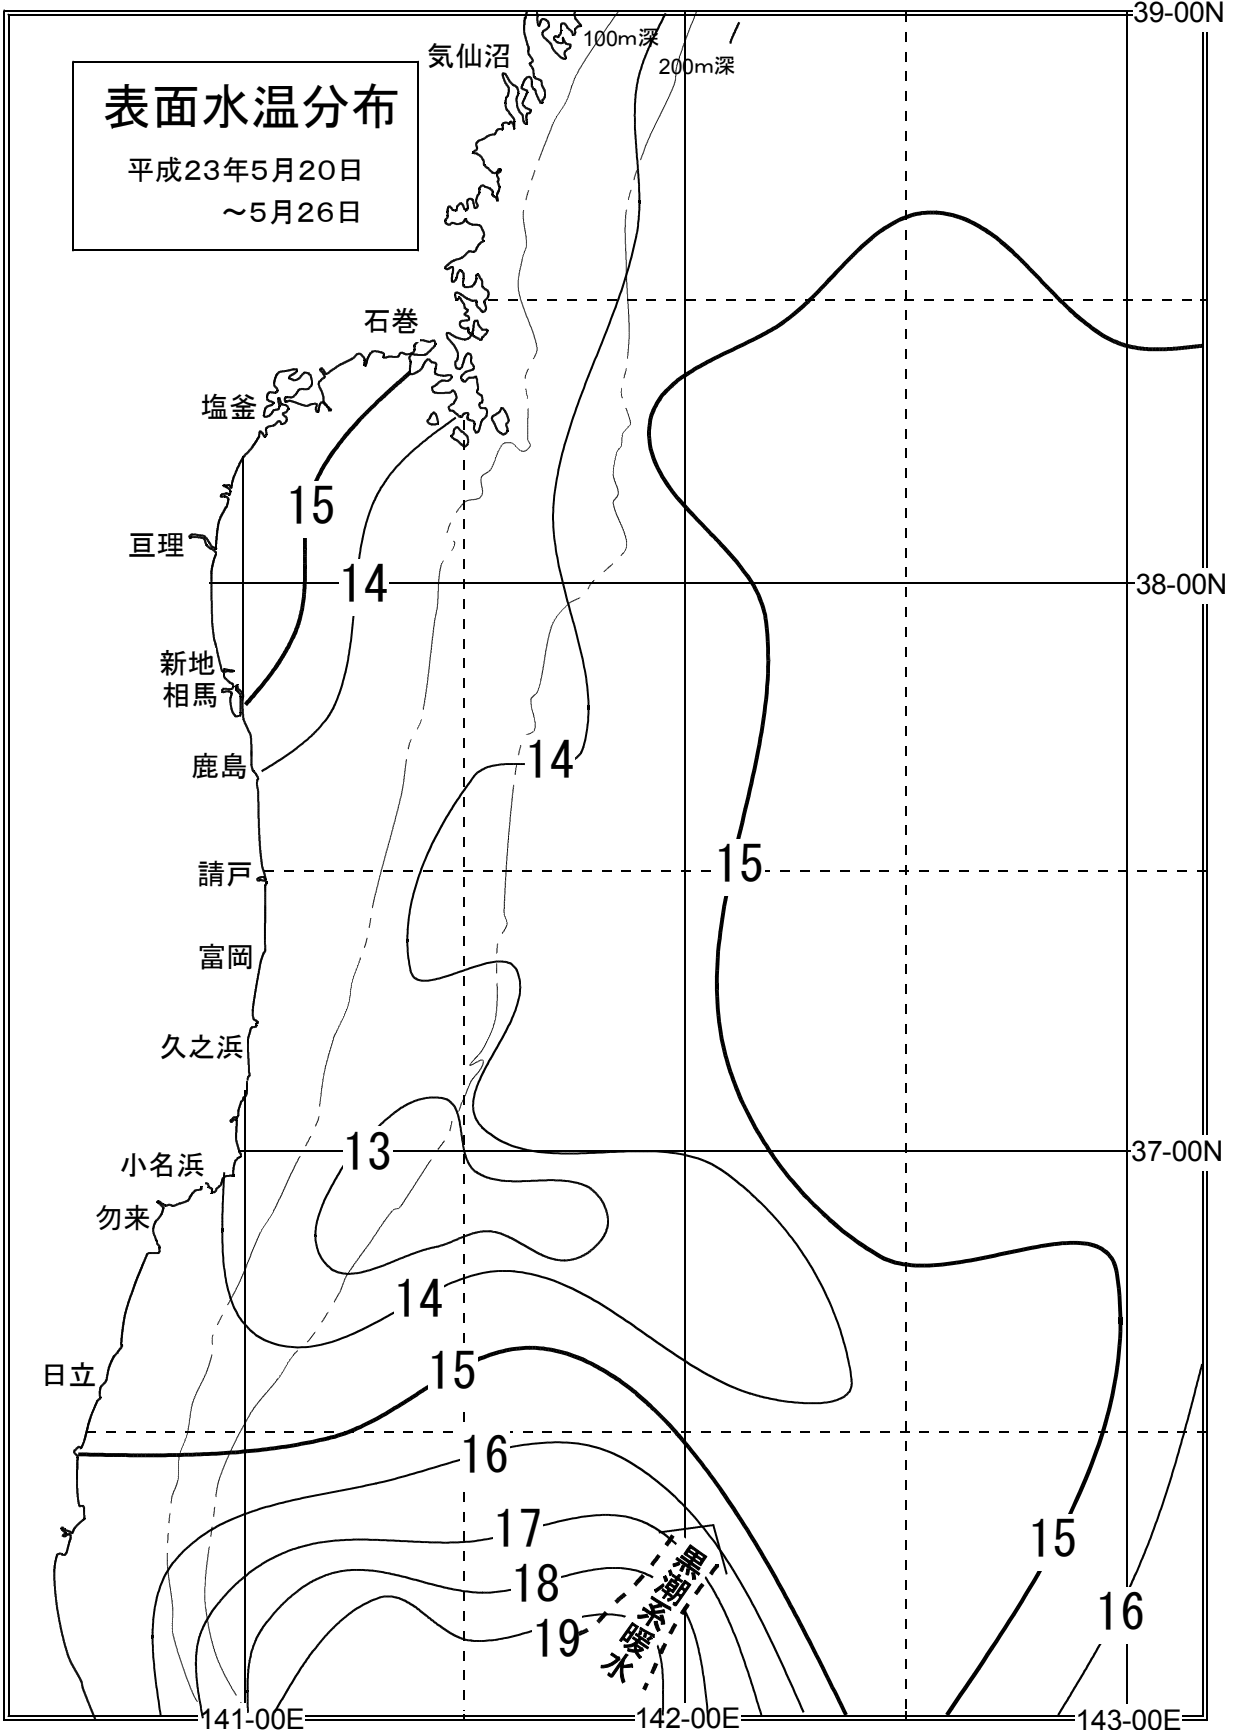 39-00N
100m深
気仙沼
200m深
表面水温分布
平成23年5月20日
～5月26日
石巻
塩釜
15
亘理
14
38-00N
新地
相馬
14
鹿島
15
請戸
富岡
久之浜
13
37-00N
小名浜
勿来
14
15
日立
16
17
15
黒潮系暖水
18
16
19
141-00E
142-00E
143-00E